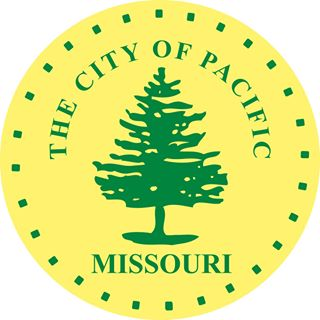 THE CITY OF PACIFIC
MISSOURI